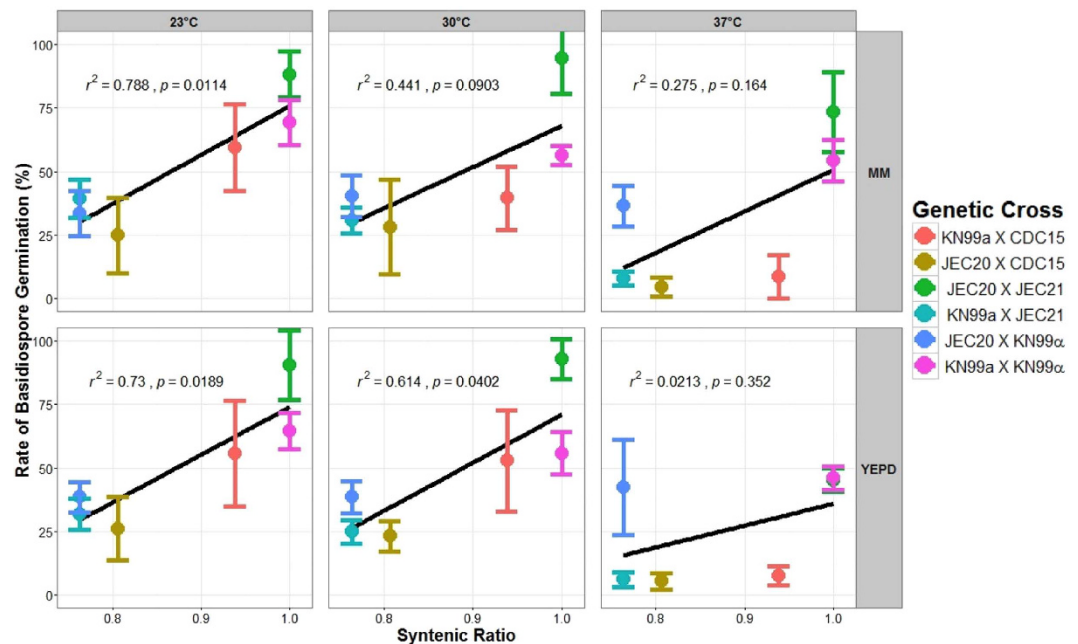 23°C
30°C
37°C
r² = 0.788 , p = 0.0114
r² = 0.441 , p = 0.0903
r² = 0.275 , p = 0.164
100
75
50
25
0
MM
r² = 0.73 , p = 0.0189
r² = 0.614 , p = 0.0402
r² = 0.0213 , p = 0.352
100
75
50
25
0
YEPD
0.8
0.9
1.0
0.8
0.9
1.0
0.8
0.9
1.0
Syntenic Ratio
Rate of Basidiospore Germination (%)
Genetic Cross
KN99a X CDC15
JEC20 X CDC15
JEC20 X JEC21
KN99a X JEC21
JEC20 X KN99α
KN99a X KN99α